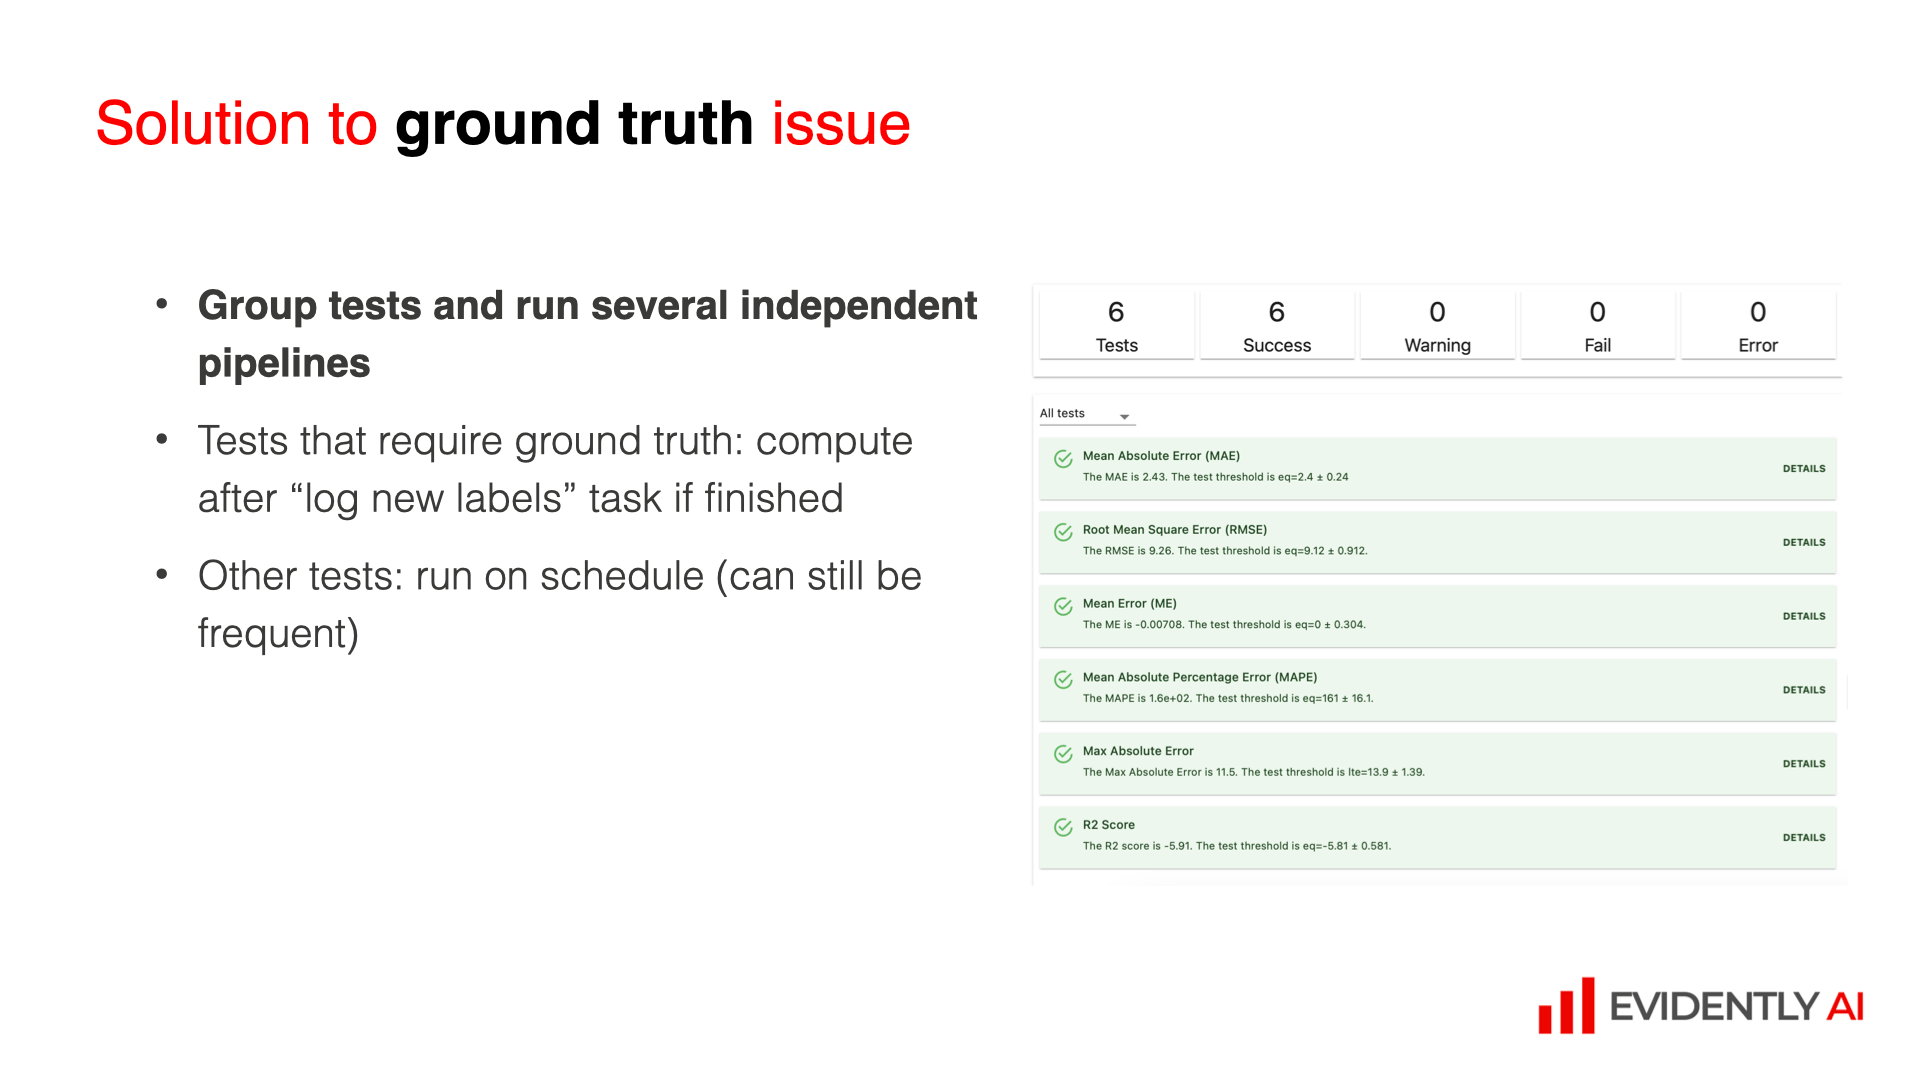 Solution to ground truth issue
• Group tests and run several independent
pipelines
• Tests that require ground truth: compute
after “log new labels” task if finished
• Other tests: run on schedule (can still be
frequent)
6 6 0 0 0
Tests Success Warning Fail Error
All tests
Mean Absolute Error (MAE)
The MAE is 2.43. The test threshold is eq=2.4 ± 0.24
DETAILS
Root Mean Square Error (RMSE)
The RMSE is 9.26. The test threshold is eq=9.12 ± 0.912.
DETAILS
Mean Error (ME)
The ME is -0.00708. The test threshold is eq=0 ± 0.304.
DETAILS
Mean Absolute Percentage Error (MAPE)
The MAPE is 1.6e+02. The test threshold is eq=161 ± 16.1.
DETAILS
Max Absolute Error
The Max Absolute Error is 11.5. The test threshold is lte=13.9 ± 1.39.
DETAILS
R2 Score
The R2 score is -5.91. The test threshold is eq=-5.81 ± 0.581.
DETAILS
EVIDENTLY AI